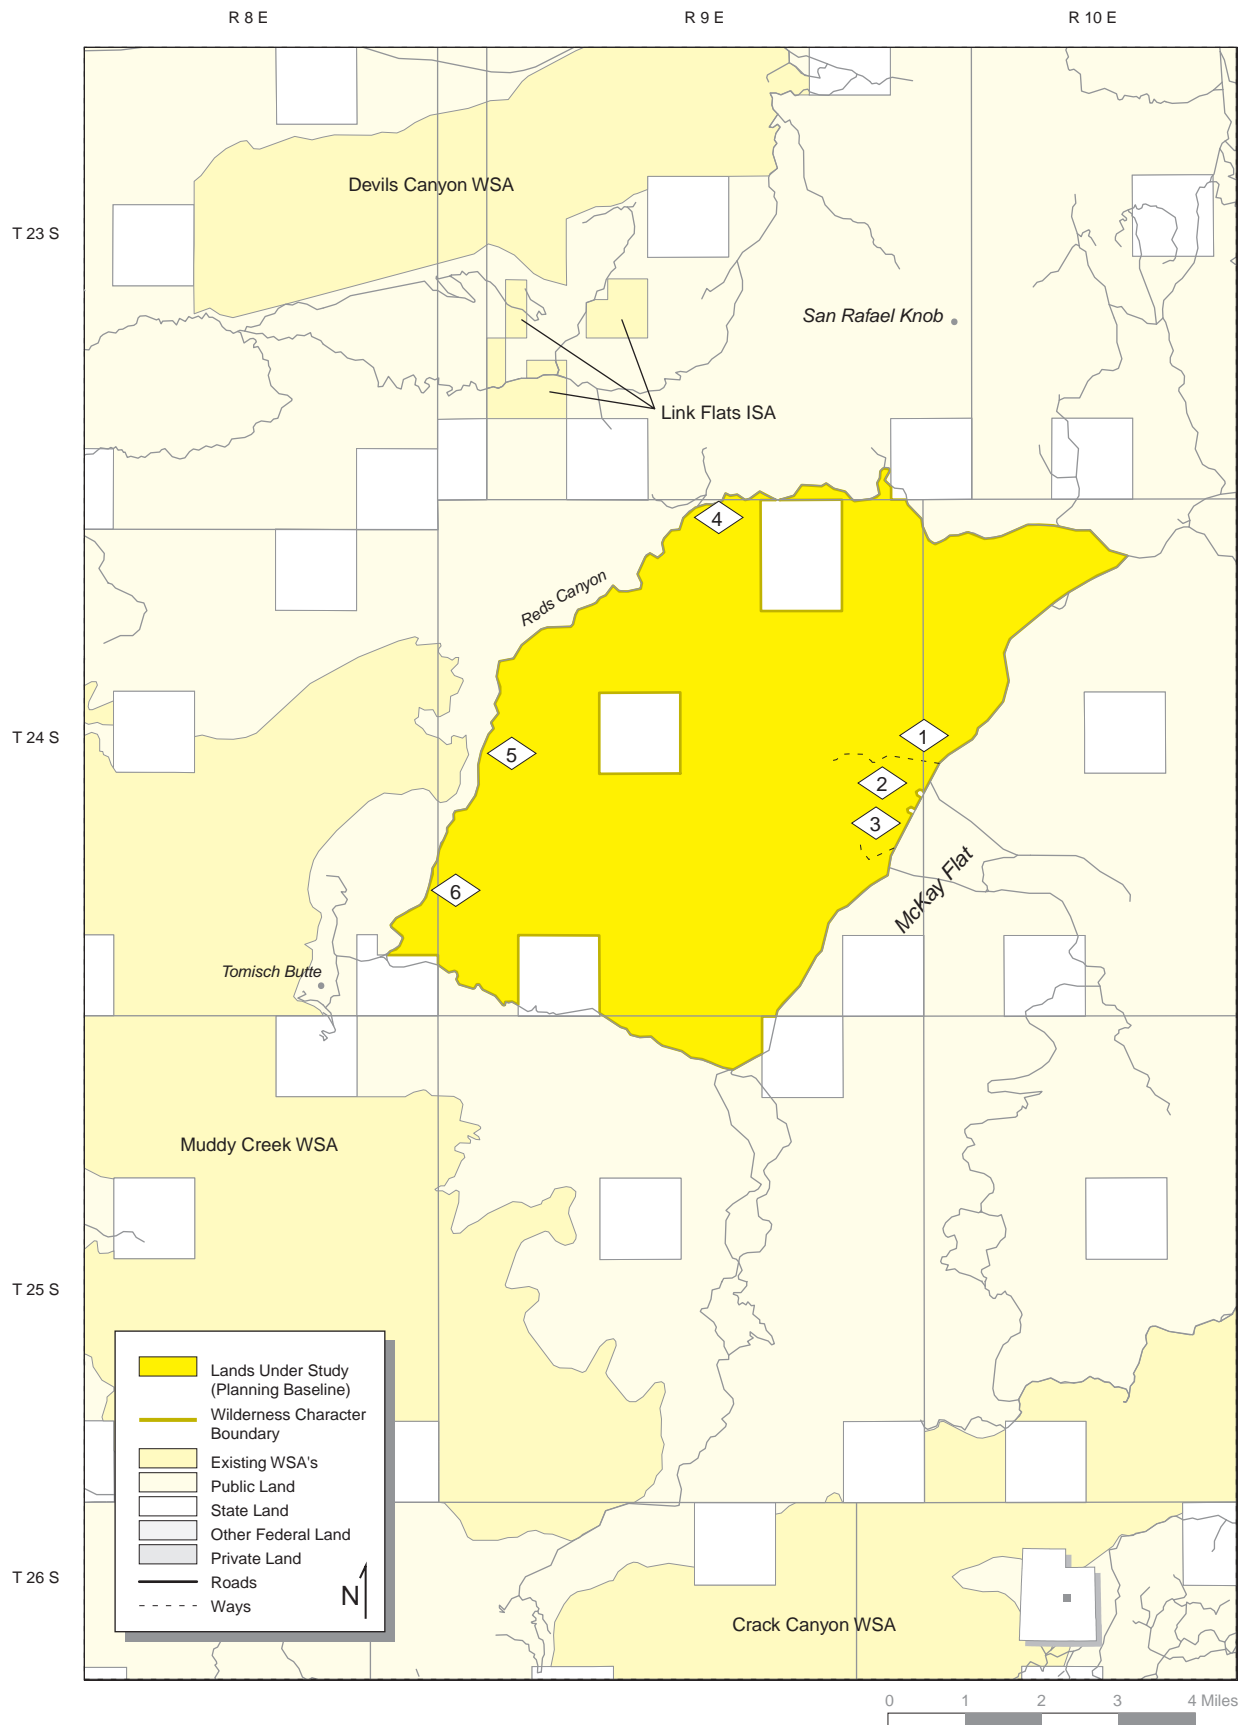 R 8 E
R 9 E
R 10 E
Devils Canyon WSA
T 23 S
San Rafael Knob
Link Flats ISA
4
Reds Canyon
T 24 S
1
5
2
3
McKay Flat
6
Tomisch Butte
Muddy Creek WSA
T 25 S
Lands Under Study
(Planning Baseline)
Wilderness Character
Boundary
Existing WSA's
Public Land
State Land
Other Federal Land
Private Land
Roads
Ways
N
T 26 S
Crack Canyon WSA
0 1 2 3 4 Miles